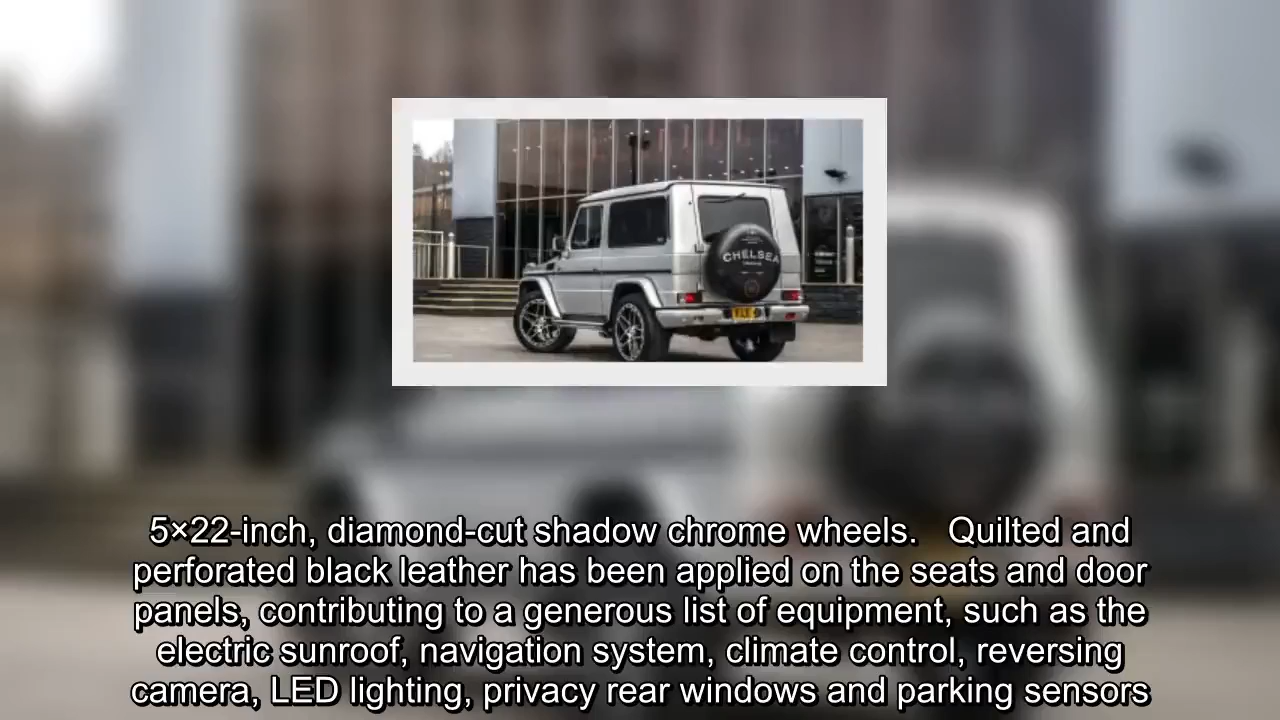 CHELSEA
5×22-inch, diamond-cut shadow chrome wheels.   Quilted and
perforated black leather has been applied on the seats and door
panels, contributing to a generous list of equipment, such as the
electric sunroof, navigation system, climate control, reversing
camera, LED lighting, privacy rear windows and parking sensors